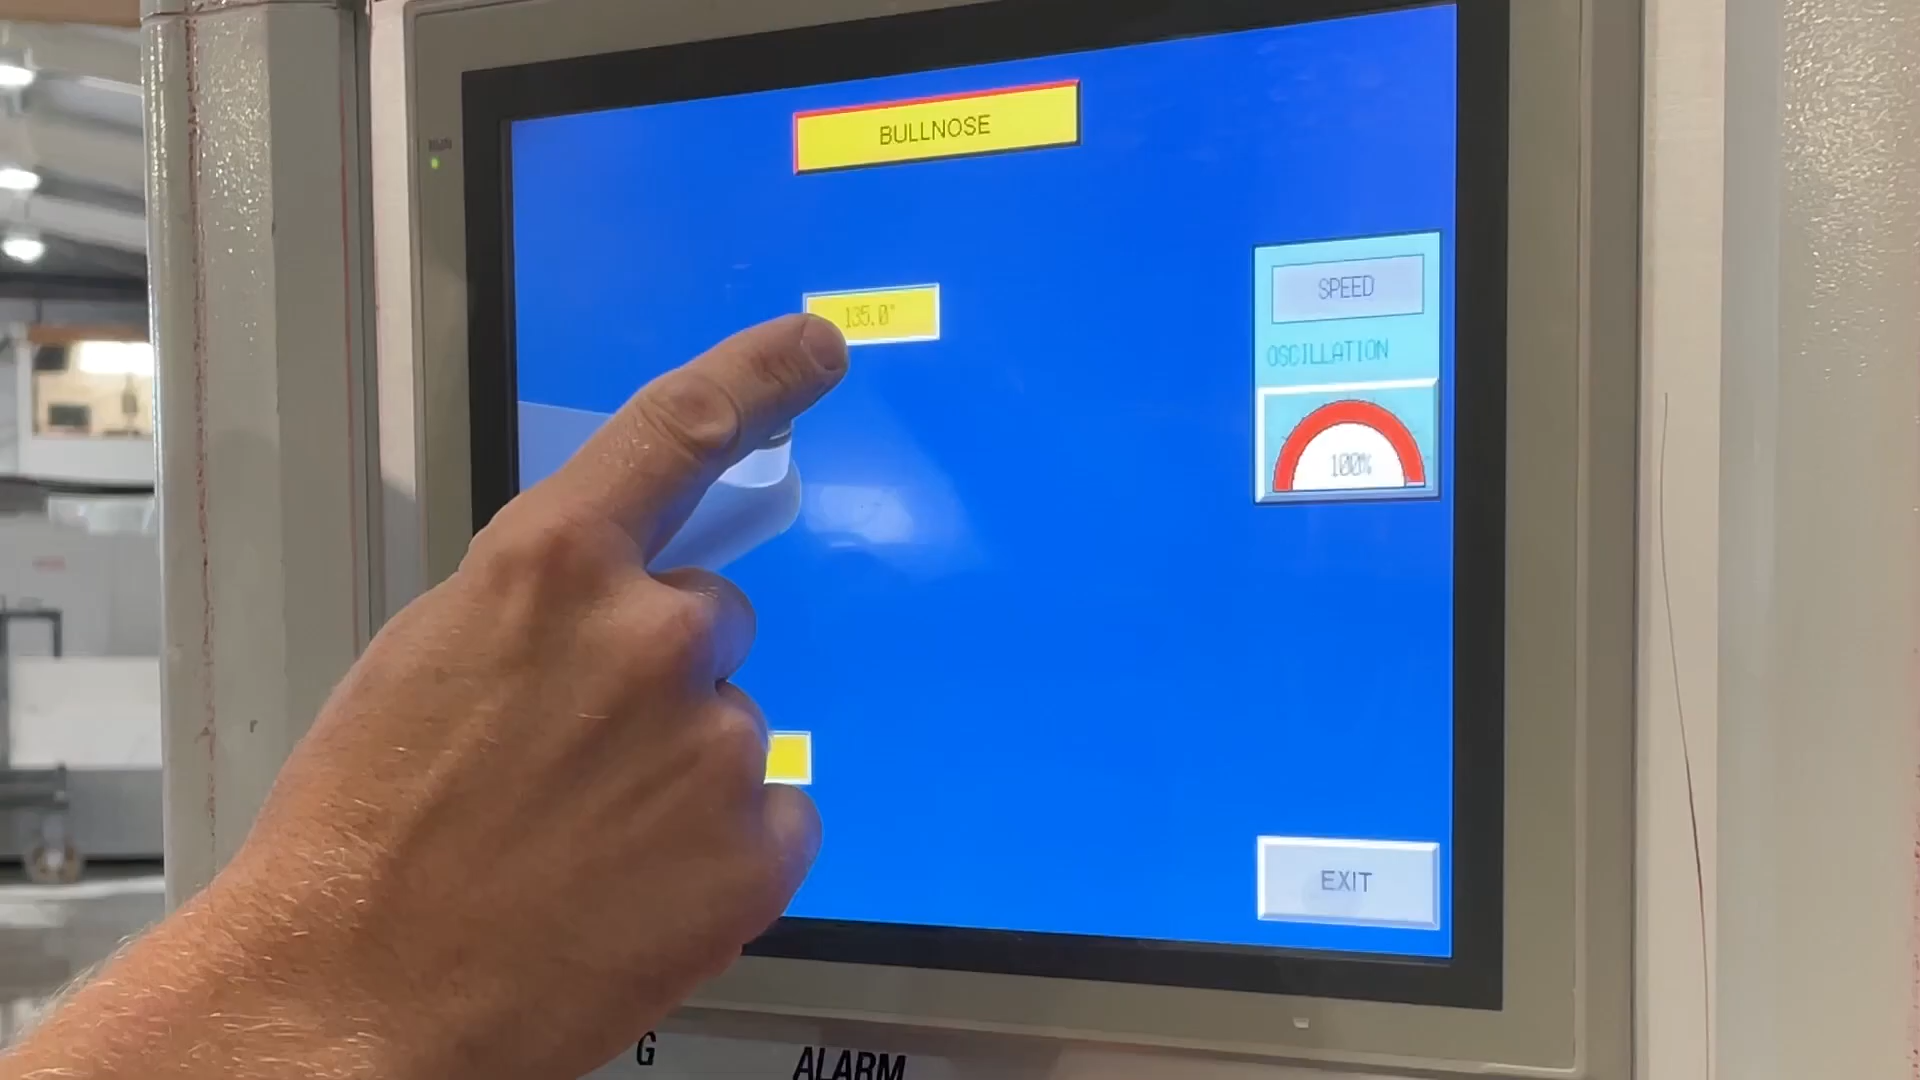 BULLNOSE
135.0°
SPEED
OSCILLATION
100%
EXIT
G
ALARM